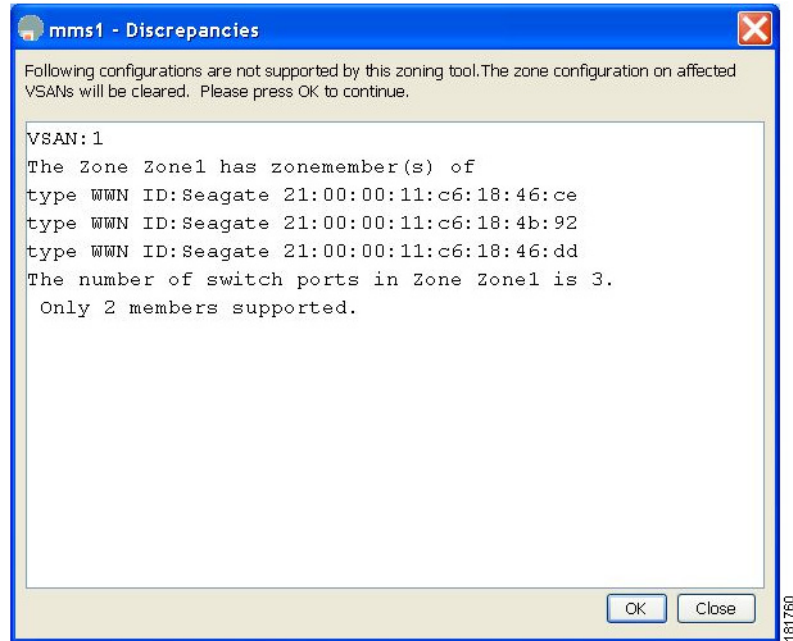 mms1 - Discrepancies
Following configurations are not supported by this zoning tool.The zone configuration on affected
VSANs will be cleared. Please press OK to continue.
VSAN:1
The Zone Zone1 has zonemember(s) of
type WWN ID:Seagate 21:00:00:11:c6:18:46:ce
type WWN ID:Seagate 21:00:00:11:c6:18:4b:92
type WWN ID:Seagate 21:00:00:11:c6:18:46:dd
The number of switch ports in Zone Zone1 is 3.
Only 2 members supported.
OK Close
181760